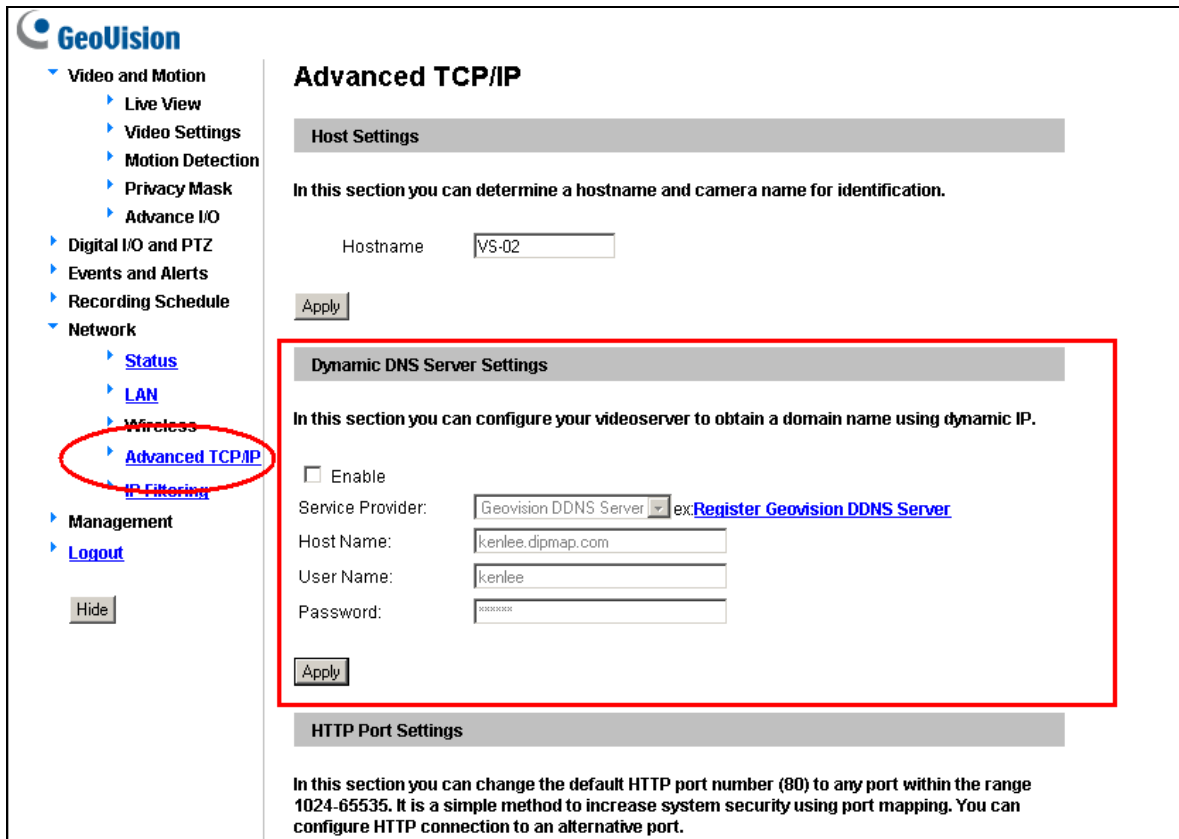 GeoVision
Video and Motion
Live View
Video Settings
Motion Detection
Privacy Mask
Advance I/O
Digital I/O and PTZ
Events and Alerts
Recording Schedule
Network
Status
LAN
Wireless
Advanced TCP/IP
IP Filtering
Management
Logout
Hide
Advanced TCP/IP
Host Settings
In this section you can determine a hostname and camera name for identification.
Hostname VS-02
Apply
Dynamic DNS Server Settings
In this section you can configure your videoserver to obtain a domain name using dynamic IP.
Enable
Service Provider: Geovision DDNS Server ex:Register Geovision DDNS Server
Host Name: kenlee.dipmap.com
User Name: kenlee
Password: ××××××
Apply
HTTP Port Settings
In this section you can change the default HTTP port number (80) to any port within the range
1024-65535. It is a simple method to increase system security using port mapping. You can
configure HTTP connection to an alternative port.